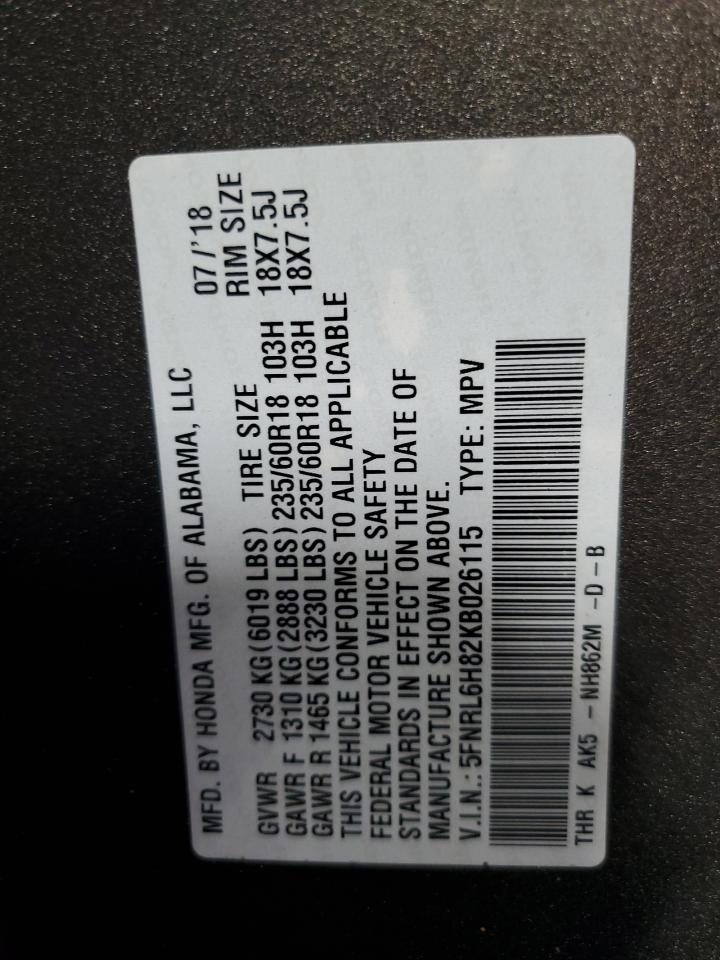 MFD. BY HONDA MFG. OF ALABAMA, LLC 07/'18
GVWR 2730 KG(6019 LBS) TIRE SIZE RIM SIZE
GAWR F 1310 KG(2888 LBS) 235/60R18 103H 18X7.5J
GAWR R 1465 KG(3230 LBS) 235/60R18 103H 18X7.5J
THIS VEHICLE CONFORMS TO ALL APPLICABLE
FEDERAL MOTOR VEHICLE SAFETY
STANDARDS IN EFFECT ON THE DATE OF
MANUFACTURE SHOWN ABOVE.
V.I.N.: 5FNRL6H82KB026115 TYPE: MPV
THR K AK5 - NH862M -D-B